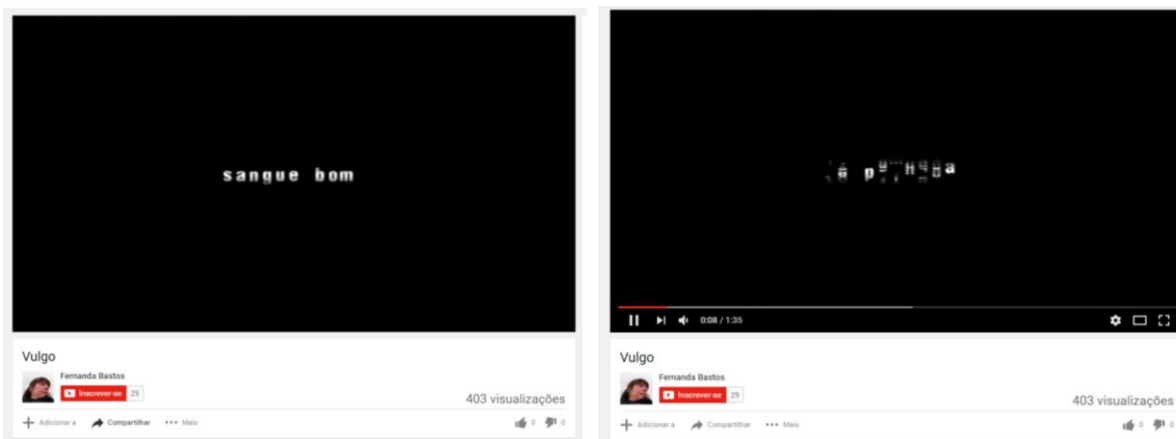 sangue bom
Vulgo
Fernanda Bastos
Inscrever-se 29
403 visualizações
Adicionar a Compartilhar Mais 0 0
0:08 / 1:35
Vulgo
Fernanda Bastos
Inscrever-se 29
403 visualizações
Adicionar a Compartilhar Mais 0 0